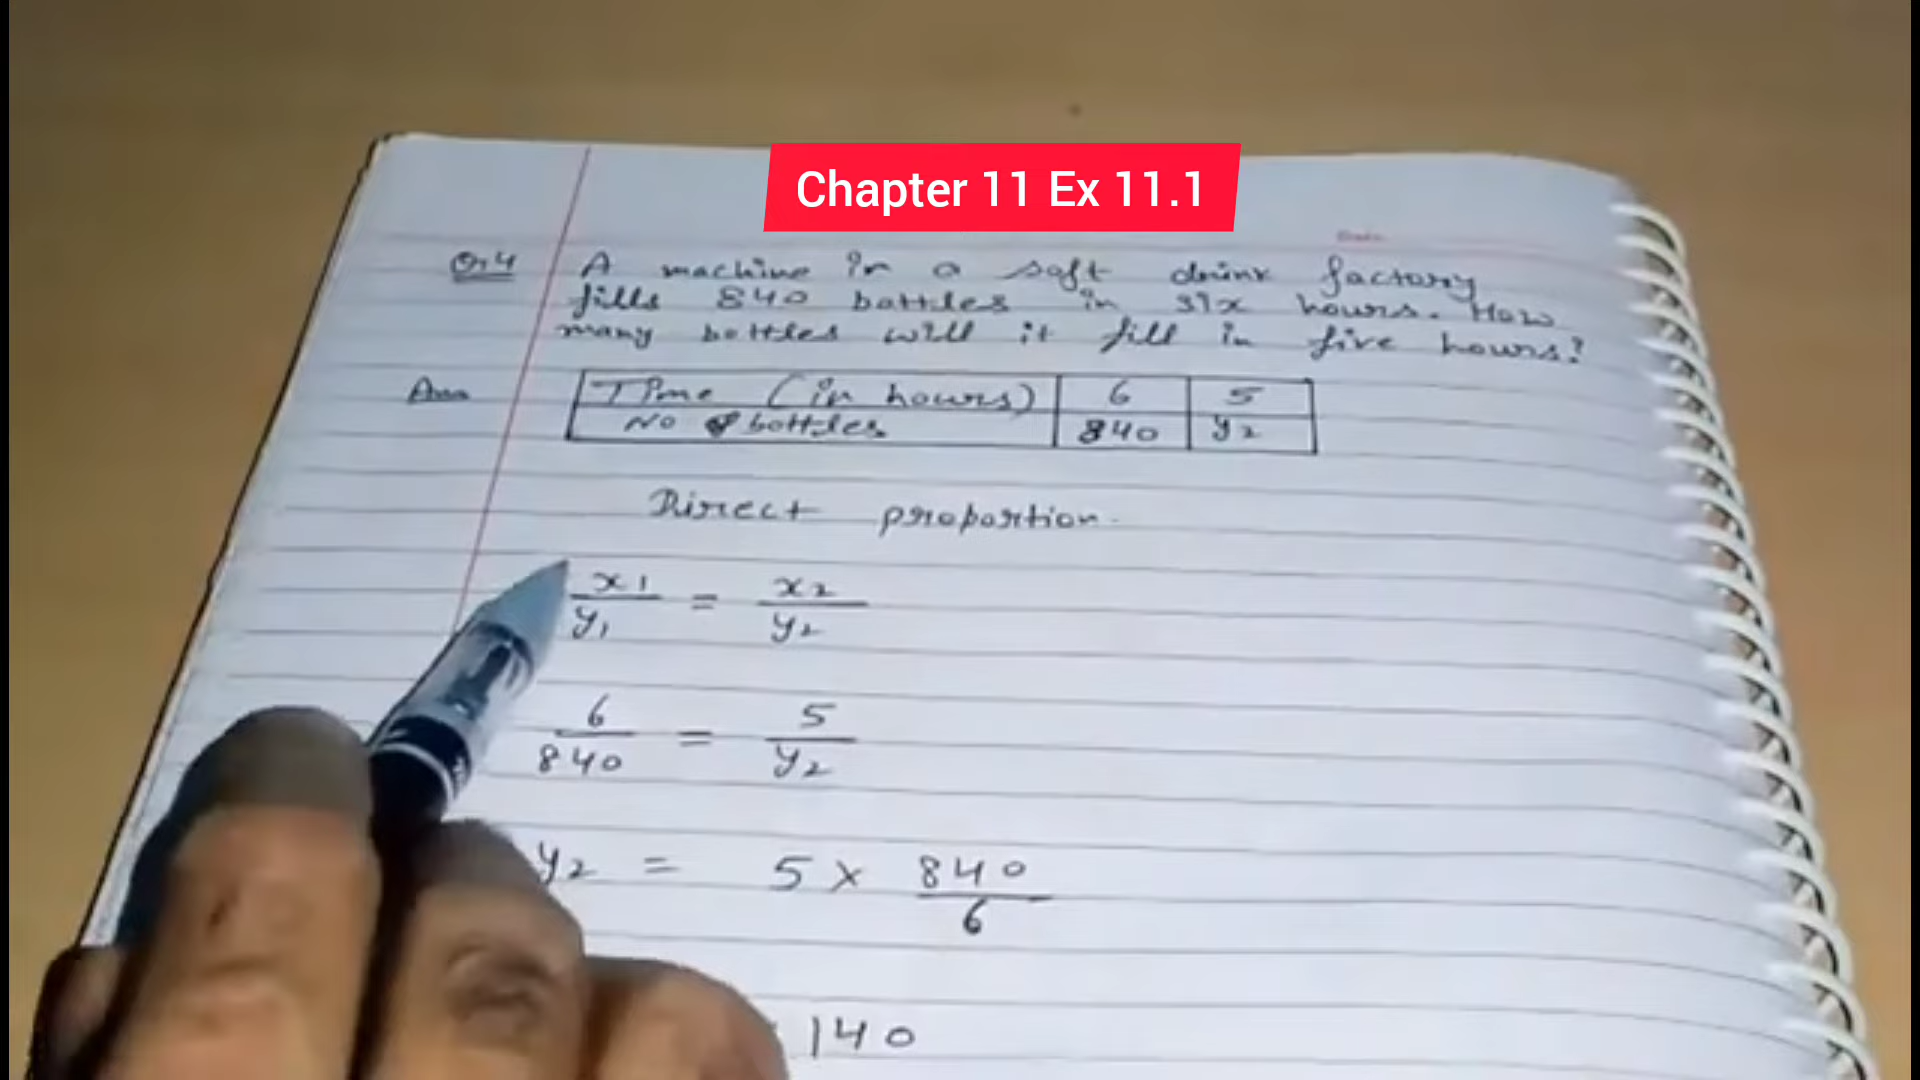 Chapter 11 Ex 11.1
Date
Q.4 A machine in a soft drink factory
fills 840 bottles in six hours. How
many bottles will it fill in five hours?
Ans Time (in hours) 6 5
No of bottles 840 y2
Direct proportion.
x1 = x2
y1 y2
6 = 5
840 y2
y2 = 5 x 840
6
140